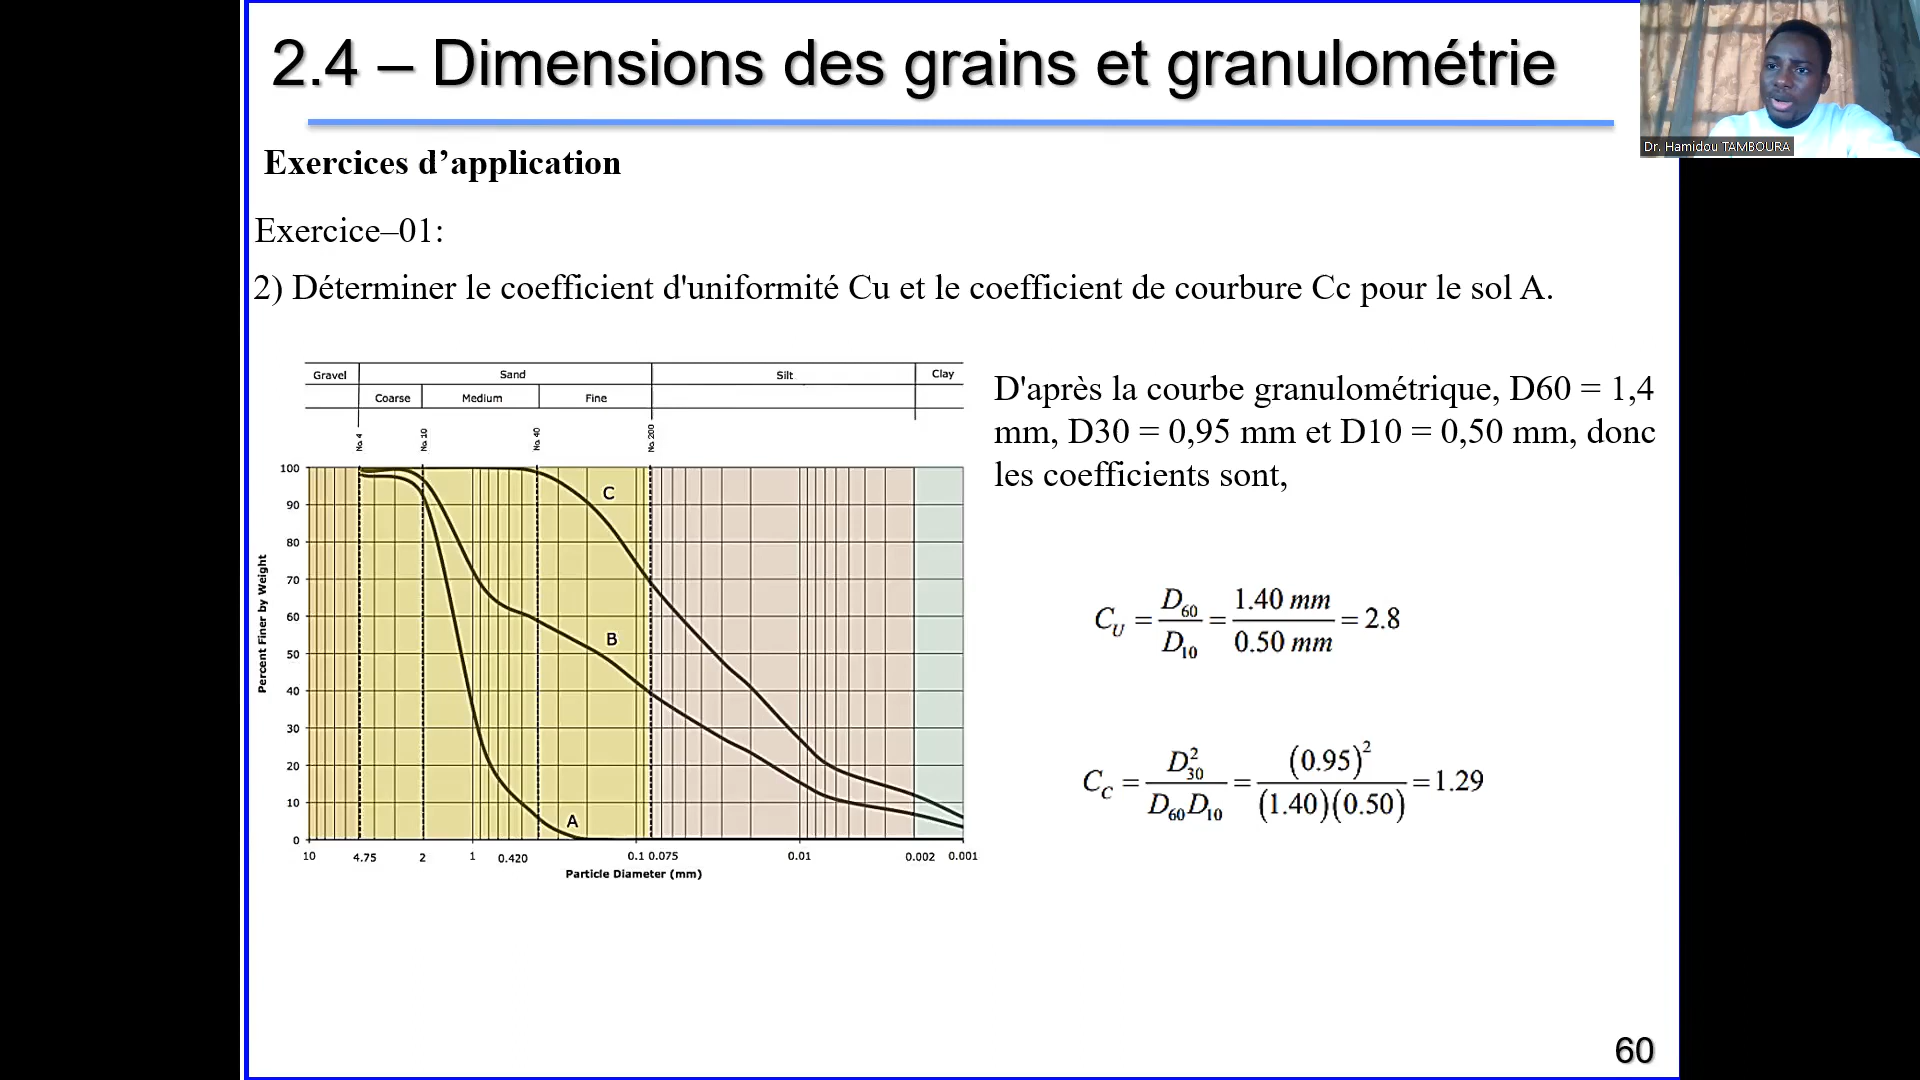 2.4 – Dimensions des grains et granulométrie
Dr. Hamidou TAMBOURA
Exercices d’application
Exercice–01:
2) Déterminer le coefficient d'uniformité Cu et le coefficient de courbure Cc pour le sol A.
Gravel Sand Silt Clay
Coarse Medium Fine
No. 4 No. 10 No. 40 No. 200
100
90
80
70
60
50
40
30
20
10
0
Percent Finer by Weight
C
B
A
10 4.75 2 1 0.420 0.1 0.075 0.01 0.002 0.001
Particle Diameter (mm)
D'après la courbe granulométrique, D60 = 1,4
mm, D30 = 0,95 mm et D10 = 0,50 mm, donc
les coefficients sont,
C_U = D_60 / D_10 = 1.40 mm / 0.50 mm = 2.8
C_C = D_30^2 / D_60 D_10 = (0.95)^2 / (1.40)(0.50) = 1.29
60